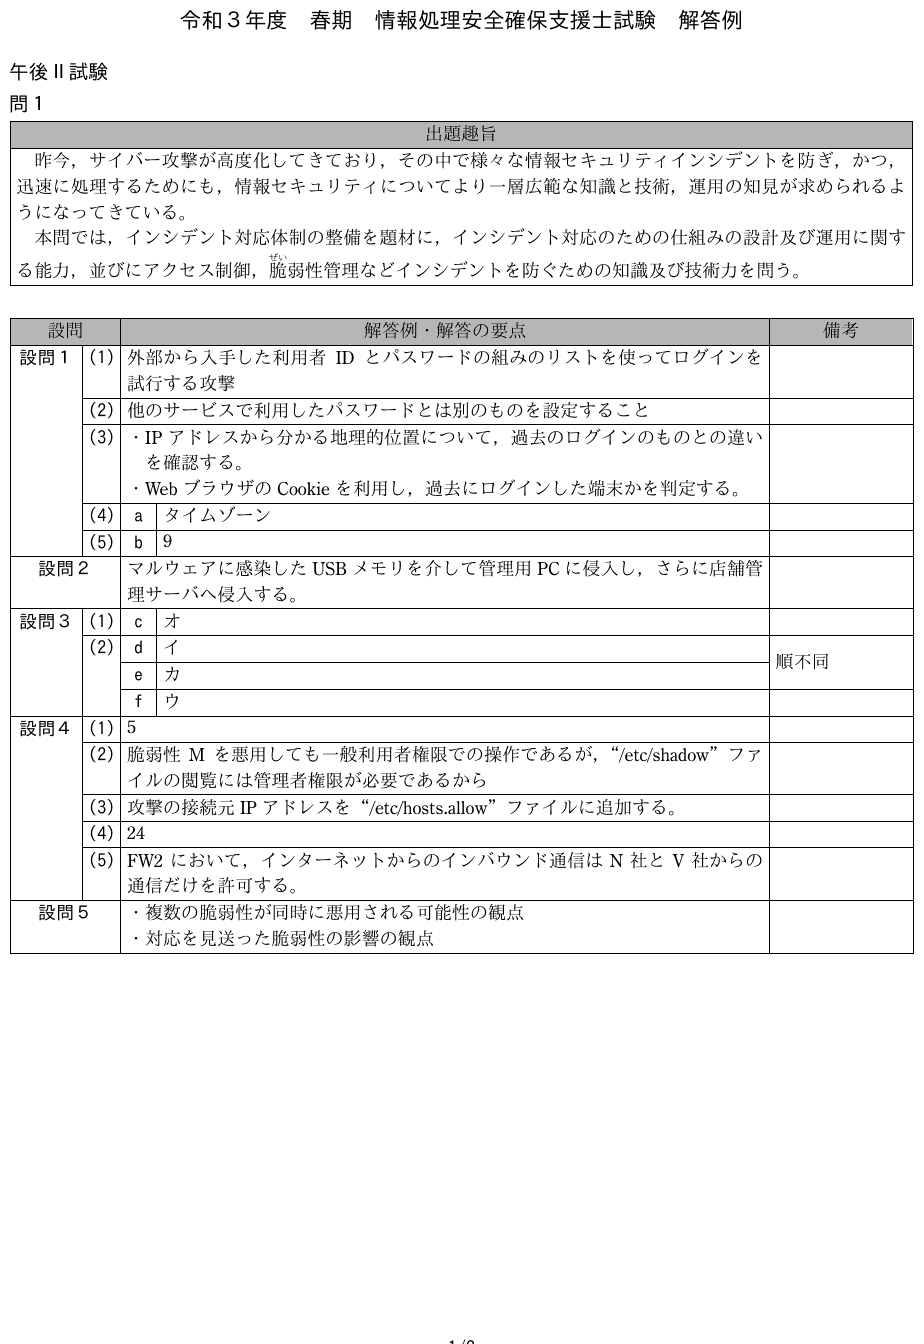 令和３年度　春期　情報処理安全確保支援士試験　解答例
午後Ⅱ試験
問１
出題趣旨
　昨今，サイバー攻撃が高度化してきており，その中で様々な情報セキュリティインシデントを防ぎ，かつ，
迅速に処理するためにも，情報セキュリティについてより一層広範な知識と技術，運用の知見が求められるよ
うになってきている。
　本問では，インシデント対応体制の整備を題材に，インシデント対応のための仕組みの設計及び運用に関す
ぜい
る能力，並びにアクセス制御，脆弱性管理などインシデントを防ぐための知識及び技術力を問う。
設問 解答例・解答の要点 備考
設問１ (1) 外部から入手した利用者 ID とパスワードの組みのリストを使ってログインを
試行する攻撃
(2) 他のサービスで利用したパスワードとは別のものを設定すること
(3) ・IP アドレスから分かる地理的位置について，過去のログインのものとの違い
を確認する。
・Web ブラウザの Cookie を利用し，過去にログインした端末かを判定する。
(4) a タイムゾーン
(5) b 9
設問２ マルウェアに感染した USB メモリを介して管理用 PC に侵入し，さらに店舗管
理サーバへ侵入する。
設問３ (1) c オ
(2) d イ
順不同
e カ
f ウ
設問４ (1) 5
(2) 脆弱性 M を悪用しても一般利用者権限での操作であるが，“/etc/shadow” ファ
イルの閲覧には管理者権限が必要であるから
(3) 攻撃の接続元 IP アドレスを “/etc/hosts.allow” ファイルに追加する。
(4) 24
(5) FW2 において，インターネットからのインバウンド通信は N 社と V 社からの
通信だけを許可する。
設問５ ・複数の脆弱性が同時に悪用される可能性の観点
・対応を見送った脆弱性の影響の観点